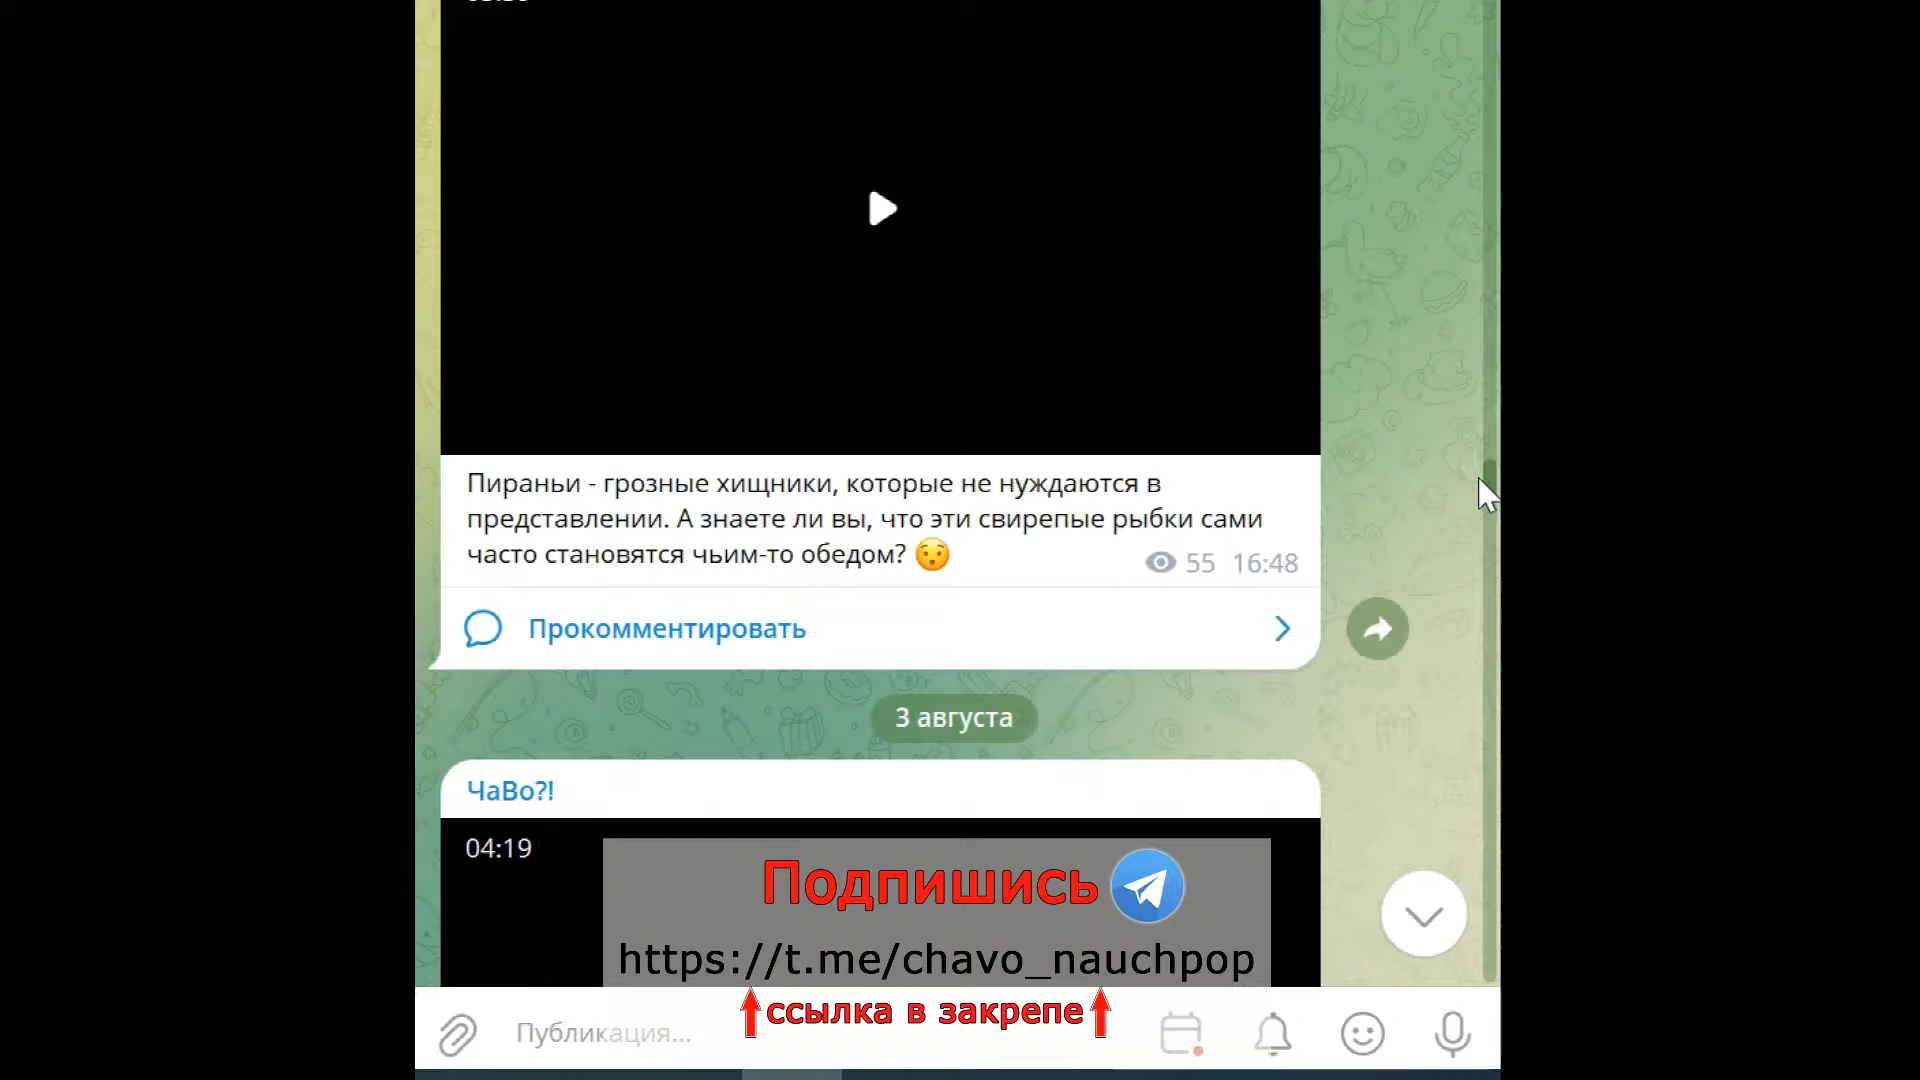 Пираньи - грозные хищники, которые не нуждаются в
представлении. А знаете ли вы, что эти свирепые рыбки сами
часто становятся чьим-то обедом? 😯
55 16:48
Прокомментировать
3 августа
ЧаВо?!
04:19
Подпишись
https://t.me/chavo_nauchpop
ссылка в закрепе
Публикация...